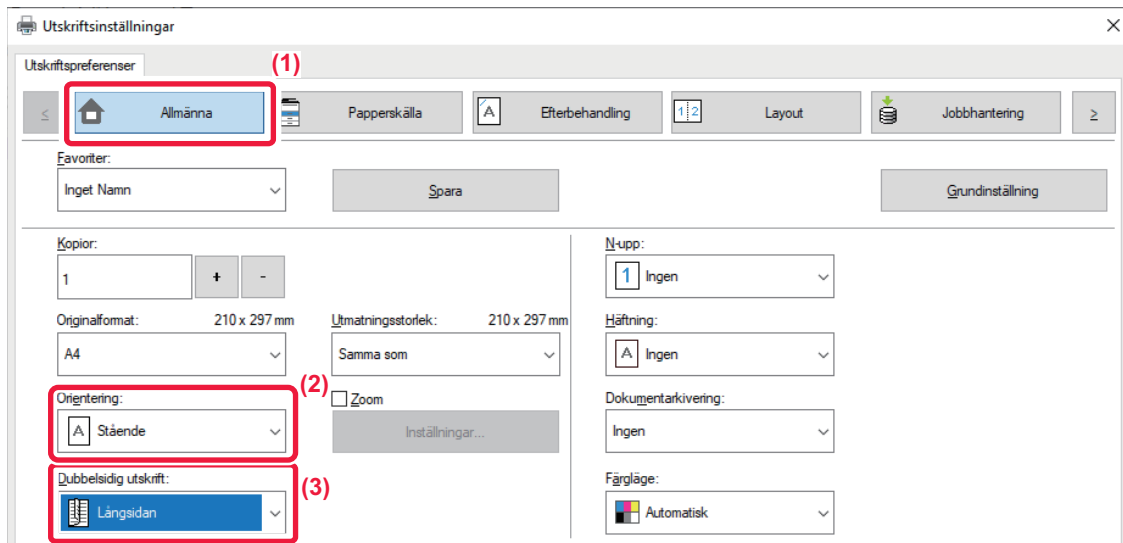 Utskriftsinställningar
Utskriftspreferenser
(1)
≤ Allmänna Papperskälla Efterbehandling Layout Jobbhantering ≥
Favoriter:
Inget Namn Spara Grundinställning
Kopior: N-upp:
1 + - 1 Ingen
Originalformat: 210 x 297 mm Utmatningsstorlek: 210 x 297 mm Häftning:
A4 Samma som Ingen
(2)
Orientering: Zoom Dokumentarkivering:
Stående Inställningar... Ingen
Dubbelsidig utskrift: (3) Färgläge:
Långsidan Automatisk